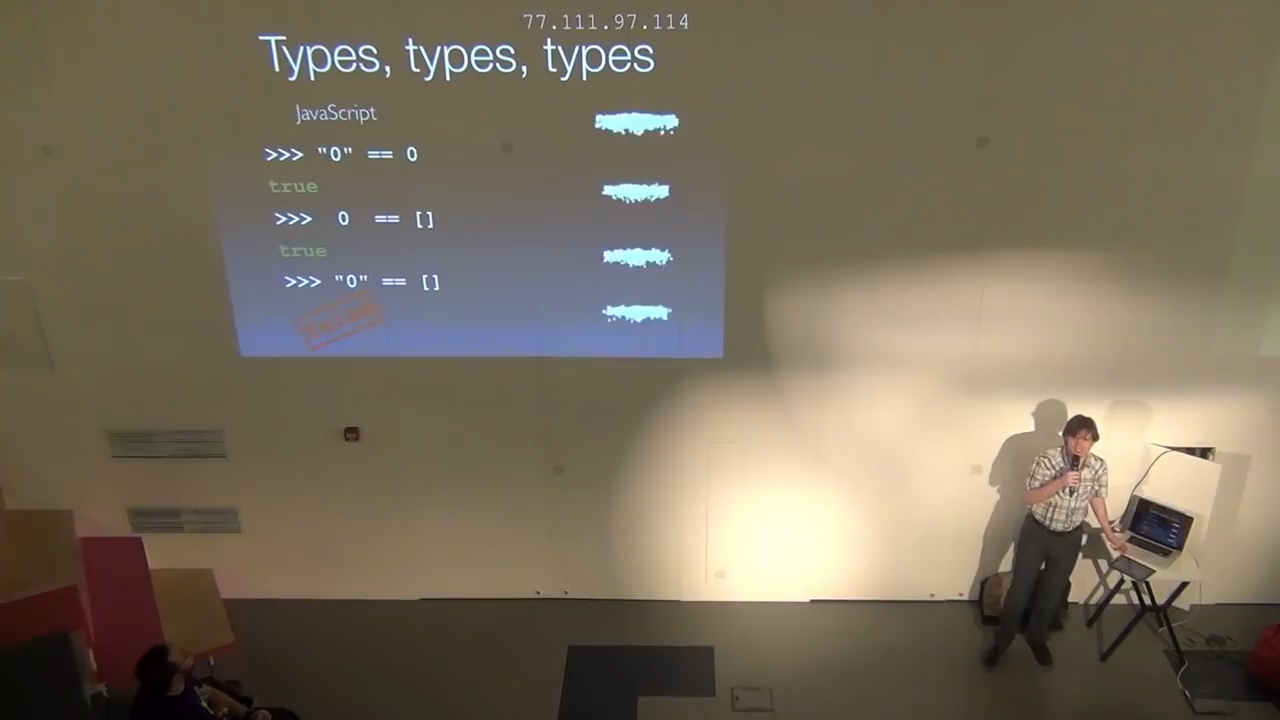 77.111.97.114
Types, types, types
JavaScript
>>> "0" == 0
true
>>> 0 == []
true
>>> "0" == []